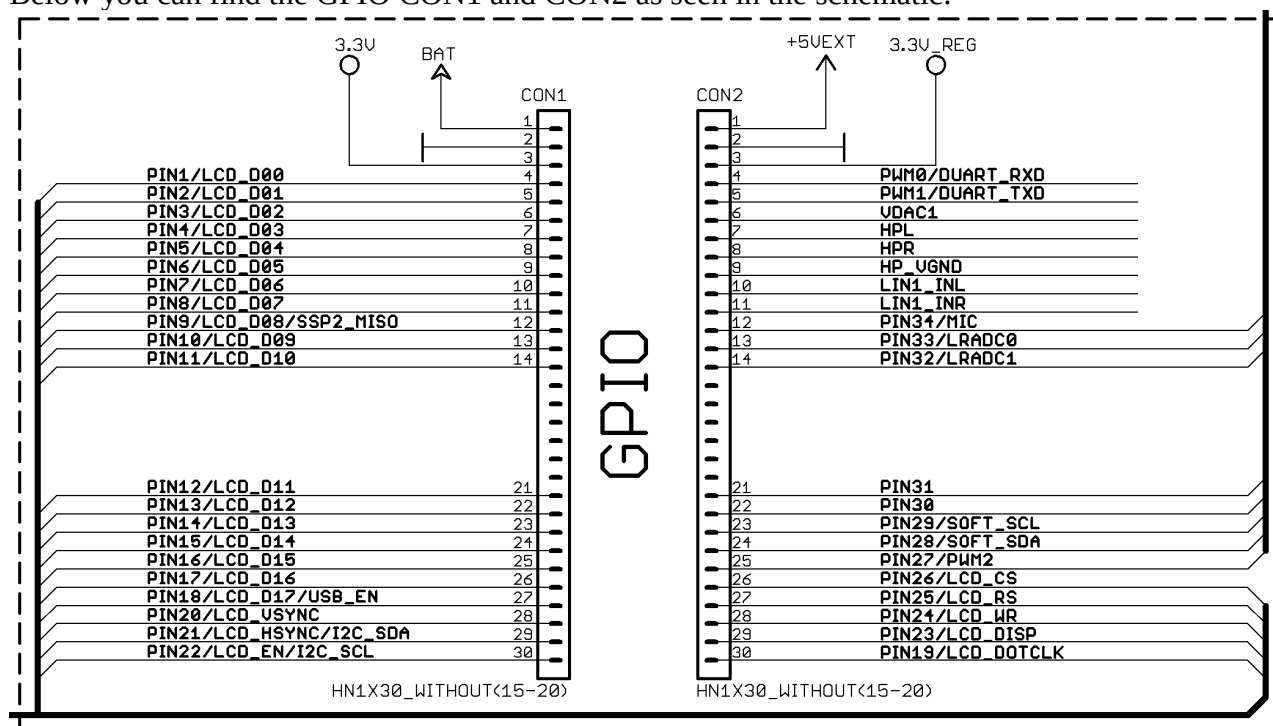 Below you can find the GPIO CON1 and CON2 as seen in the schematic:
3.3V
BAT
CON1
1
2
3
PIN1/LCD_D00 4
PIN2/LCD_D01 5
PIN3/LCD_D02 6
PIN4/LCD_D03 7
PIN5/LCD_D04 8
PIN6/LCD_D05 9
PIN7/LCD_D06 10
PIN8/LCD_D07 11
PIN9/LCD_D08/SSP2_MISO 12
PIN10/LCD_D09 13
PIN11/LCD_D10 14
PIN12/LCD_D11 21
PIN13/LCD_D12 22
PIN14/LCD_D13 23
PIN15/LCD_D14 24
PIN16/LCD_D15 25
PIN17/LCD_D16 26
PIN18/LCD_D17/USB_EN 27
PIN20/LCD_VSYNC 28
PIN21/LCD_HSYNC/I2C_SDA 29
PIN22/LCD_EN/I2C_SCL 30
HN1X30_WITHOUT(15-20)
GPIO
+5VEXT
3.3V_REG
CON2
1
2
3
4 PWM0/DUART_RXD
5 PWM1/DUART_TXD
6 VDAC1
7 HPL
8 HPR
9 HP_VGND
10 LIN1_INL
11 LIN1_INR
12 PIN34/MIC
13 PIN33/LRADC0
14 PIN32/LRADC1
21 PIN31
22 PIN30
23 PIN29/SOFT_SCL
24 PIN28/SOFT_SDA
25 PIN27/PWM2
26 PIN26/LCD_CS
27 PIN25/LCD_RS
28 PIN24/LCD_WR
29 PIN23/LCD_DISP
30 PIN19/LCD_DOTCLK
HN1X30_WITHOUT(15-20)